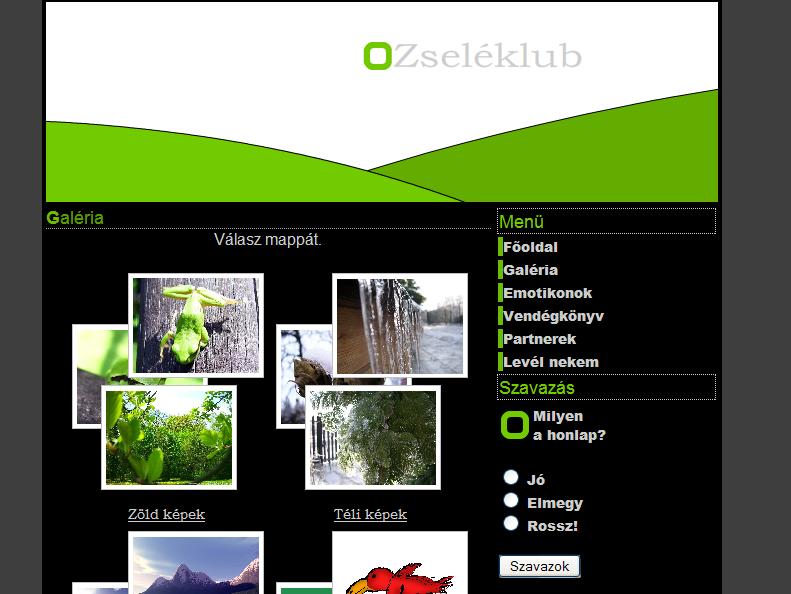 Zseléklub
Galéria
Válasz mappát.
Zöld képek
Téli képek
Menü
Főoldal
Galéria
Emotikonok
Vendégkönyv
Partnerek
Levél nekem
Szavazás
Milyen
a honlap?
Jó
Elmegy
Rossz!
Szavazok